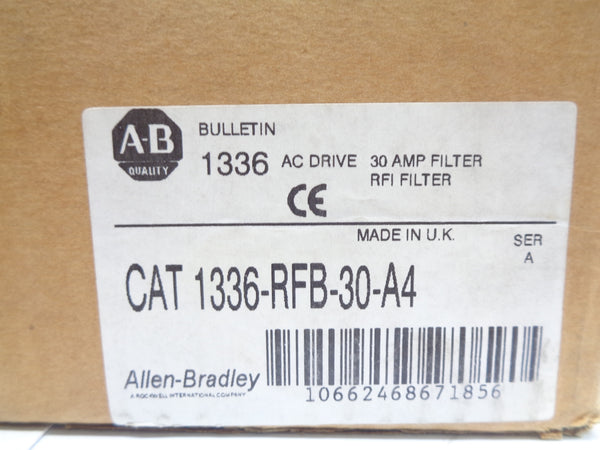 A-B
QUALITY
BULLETIN
1336 AC DRIVE 30 AMP FILTER
RFI FILTER
CE
MADE IN U.K.
SER
A
CAT 1336-RFB-30-A4
Allen-Bradley
A ROCKWELL INTERNATIONAL COMPANY
10662468671856